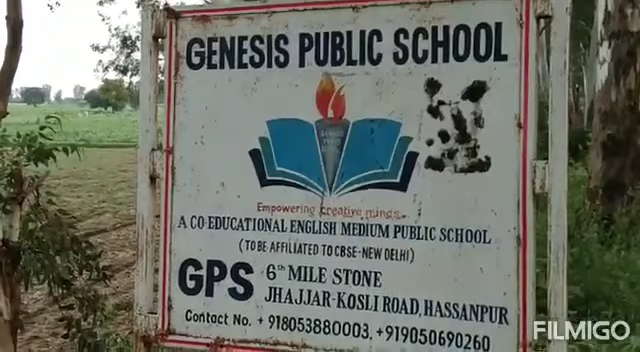 GENESIS PUBLIC SCHOOL
Empowering creative minds.
A CO-EDUCATIONAL ENGLISH MEDIUM PUBLIC SCHOOL
(TO BE AFFILIATED TO CBSE-NEW DELHI)
GPS 6th MILE STONE
JHAJJAR-KOSLI ROAD, HASSANPUR
Contact No. + 918053880003, +919050690260
FILMIGO